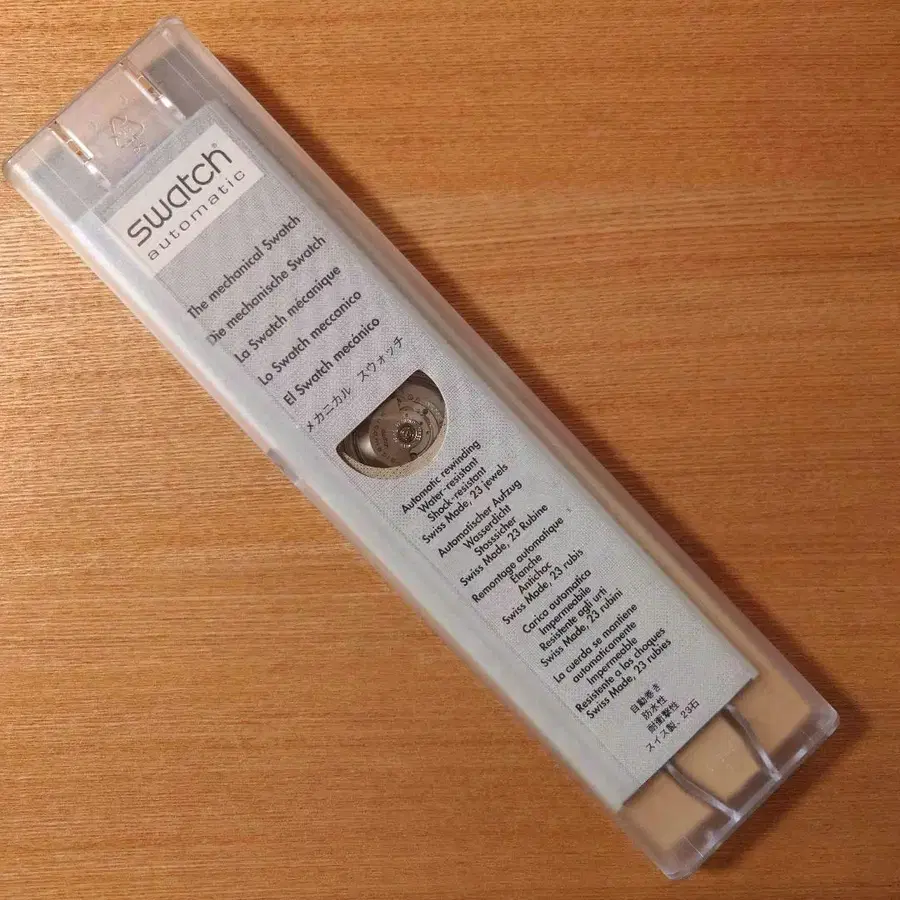 swatch®
automatic
The mechanical Swatch
Die mechanische Swatch
La Swatch mécanique
Lo Swatch meccanico
El Swatch mecánico
メカニカル スウォッチ
Automatic rewinding
Water-resistant
Shock-resistant
Swiss Made, 23 jewels
Automatischer Aufzug
Wasserdicht
Stosssicher
Swiss Made, 23 Rubine
Remontage automatique
Etanche
Antichoc
Swiss Made, 23 rubis
Carica automatica
Impermeabile
Resistente agli urti
Swiss Made, 23 rubini
La cuerda se mantiene
automaticamente
Impermeable
Resistente a los choques
Swiss Made, 23 rubies
自動巻き
防水性
耐衝撃性
スイス製、23石